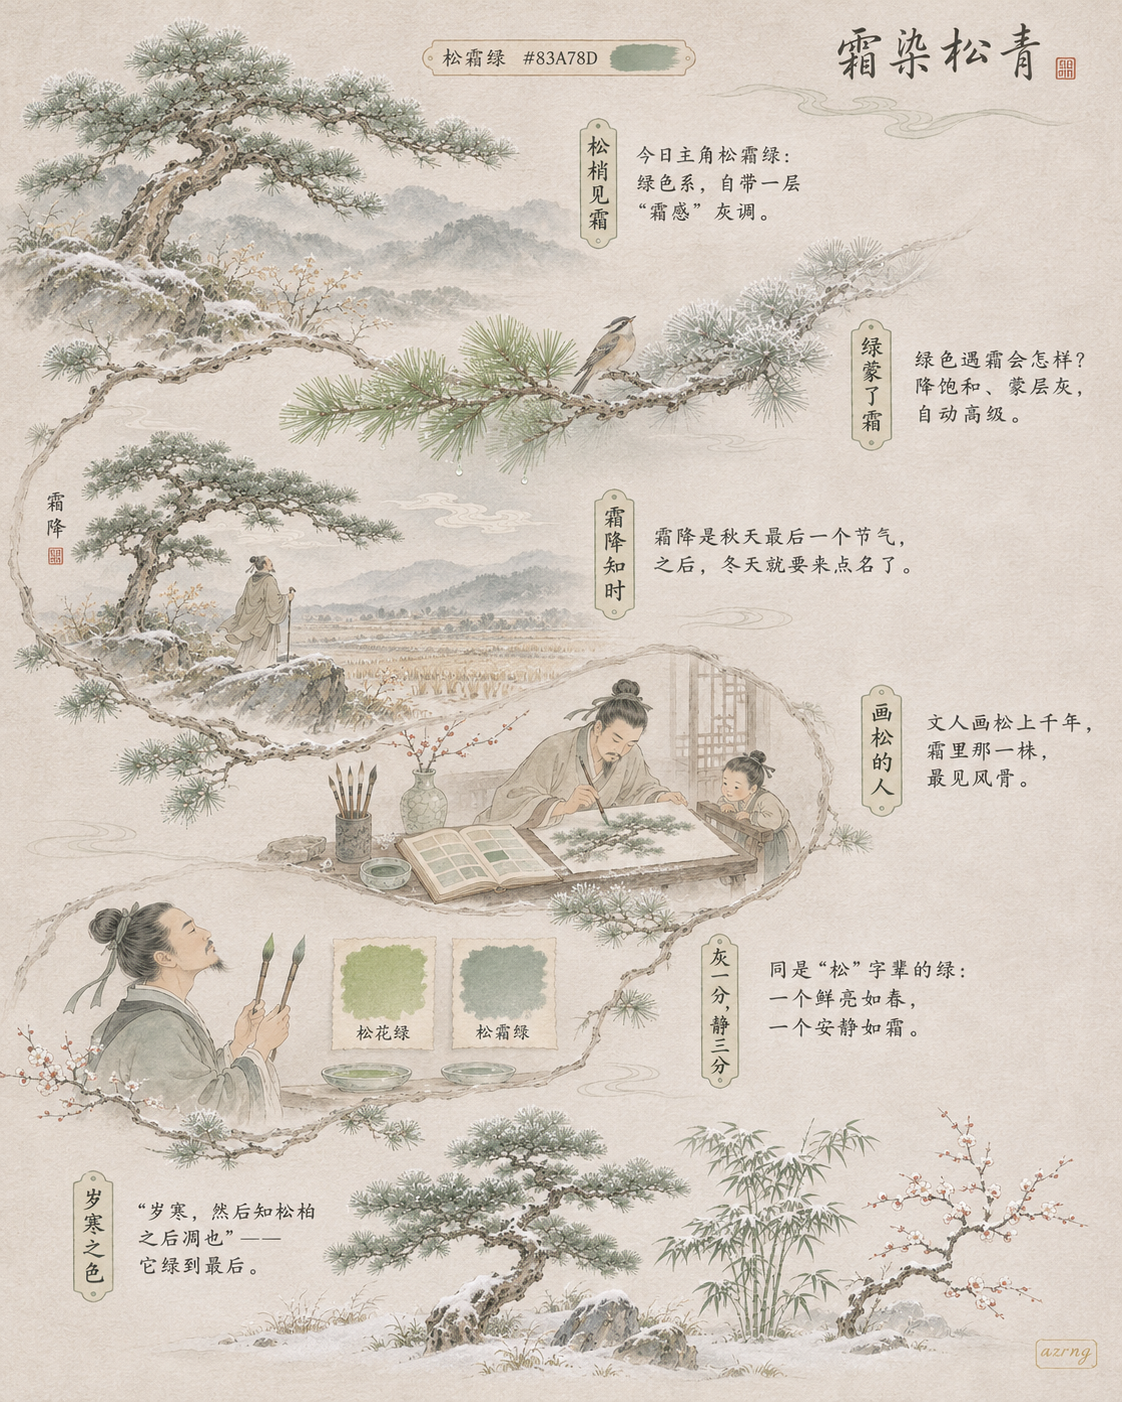 松霜绿 #83A78D
霜染松青
松梢见霜
今日主角松霜绿：
绿色系，自带一层
“霜感”灰调。
绿蒙了霜
绿色遇霜会怎样？
降饱和、蒙层灰，
自动高级。
霜降
霜降知时
霜降是秋天最后一个节气，
之后，冬天就要来点名了。
画松的人
文人画松上千年，
霜里那一株，
最见风骨。
松花绿
松霜绿
灰一分，静三分
同是“松”字辈的绿：
一个鲜亮如春，
一个安静如霜。
岁寒之色
“岁寒，然后知松柏
之后凋也”——
它绿到最后。
azrng